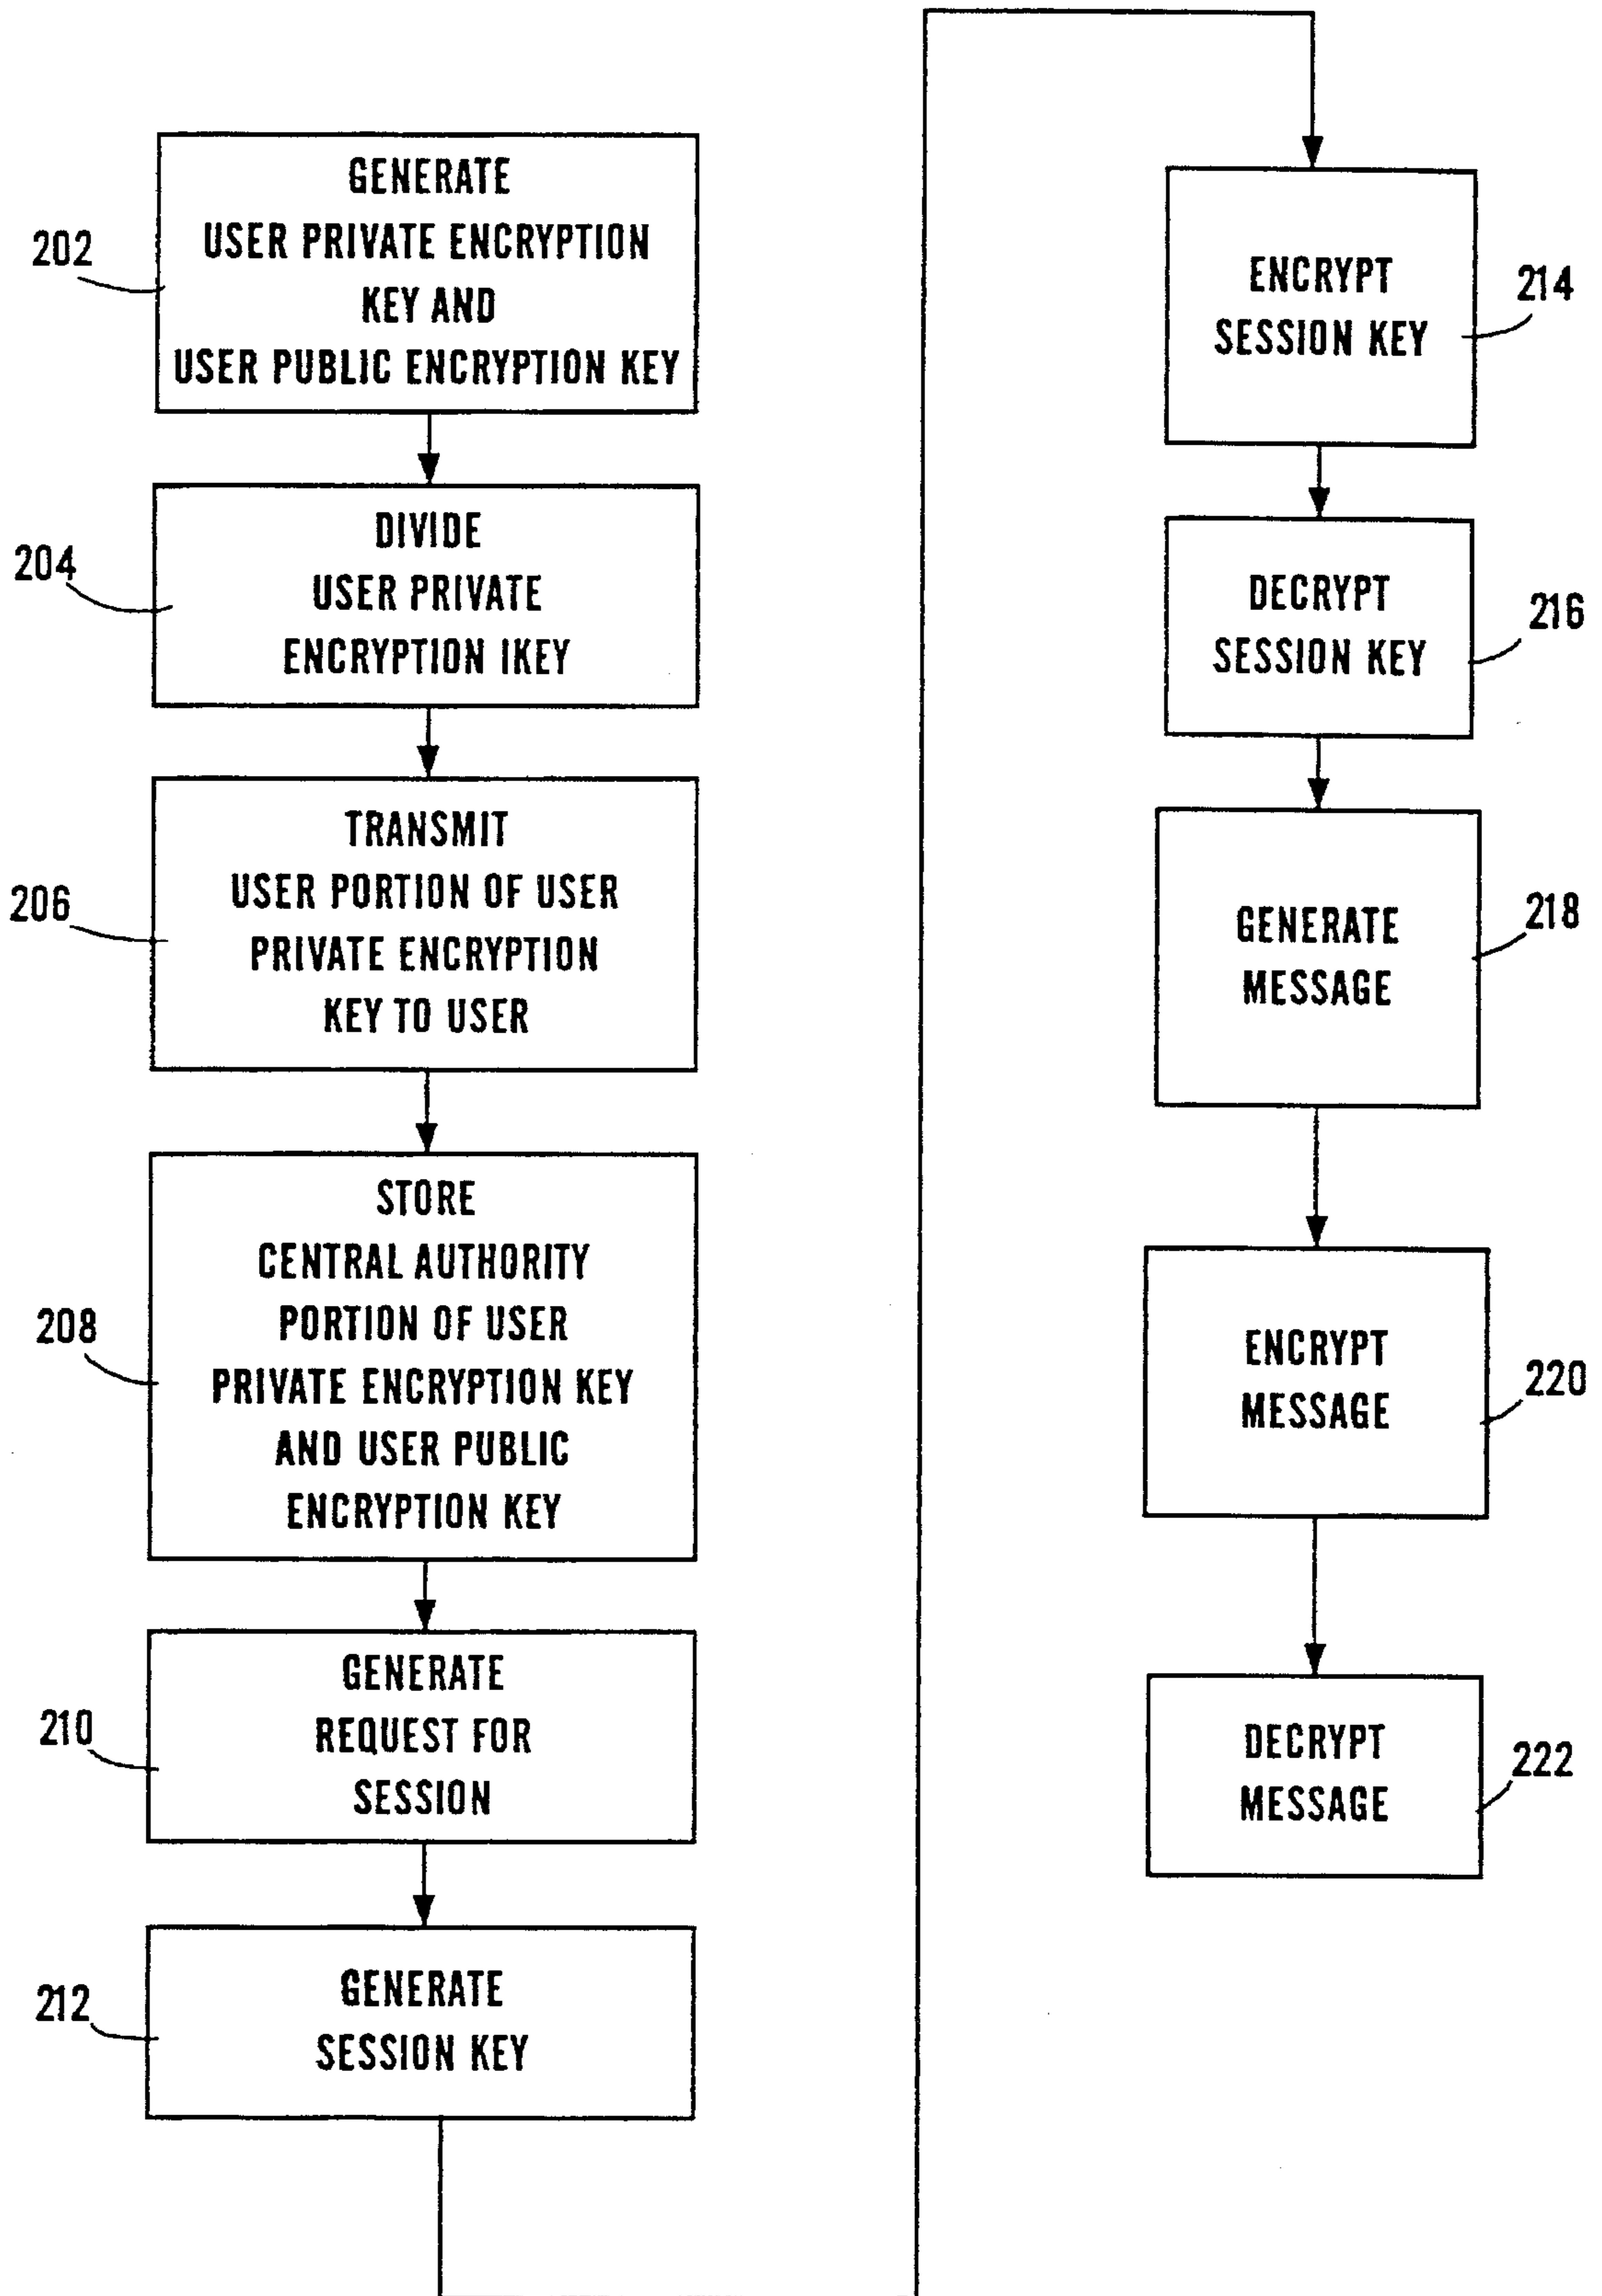 202
GENERATE
USER PRIVATE ENCRYPTION
KEY AND
USER PUBLIC ENCRYPTION KEY
204
DIVIDE
USER PRIVATE
ENCRYPTION IKEY
206
TRANSMIT
USER PORTION OF USER
PRIVATE ENCRYPTION
KEY TO USER
208
STORE
CENTRAL AUTHORITY
PORTION OF USER
PRIVATE ENCRYPTION KEY
AND USER PUBLIC
ENCRYPTION KEY
210
GENERATE
REQUEST FOR
SESSION
212
GENERATE
SESSION KEY
214
ENCRYPT
SESSION KEY
216
DECRYPT
SESSION KEY
218
GENERATE
MESSAGE
220
ENCRYPT
MESSAGE
222
DECRYPT
MESSAGE